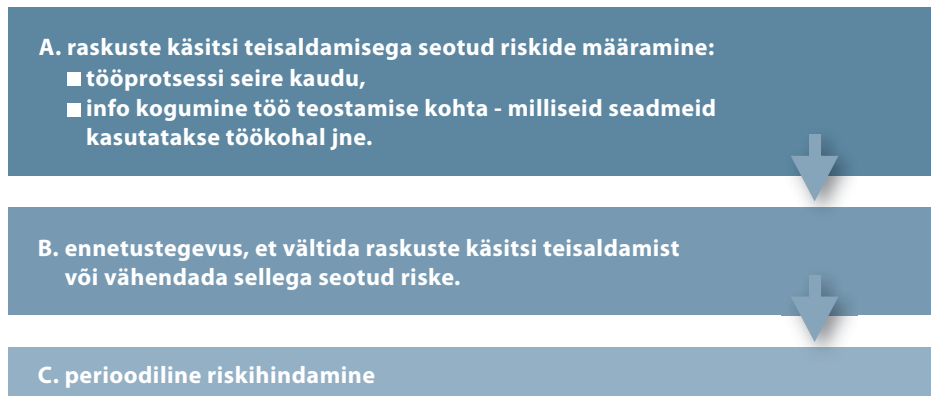 A. raskuste käsitsi teisaldamisega seotud riskide määramine:
■ tööprotsessi seire kaudu,
■ info kogumine töö teostamise kohta - milliseid seadmeid
kasutatakse töökohal jne.
B. ennetustegevus, et vältida raskuste käsitsi teisaldamist
või vähendada sellega seotud riske.
C. perioodiline riskihindamine